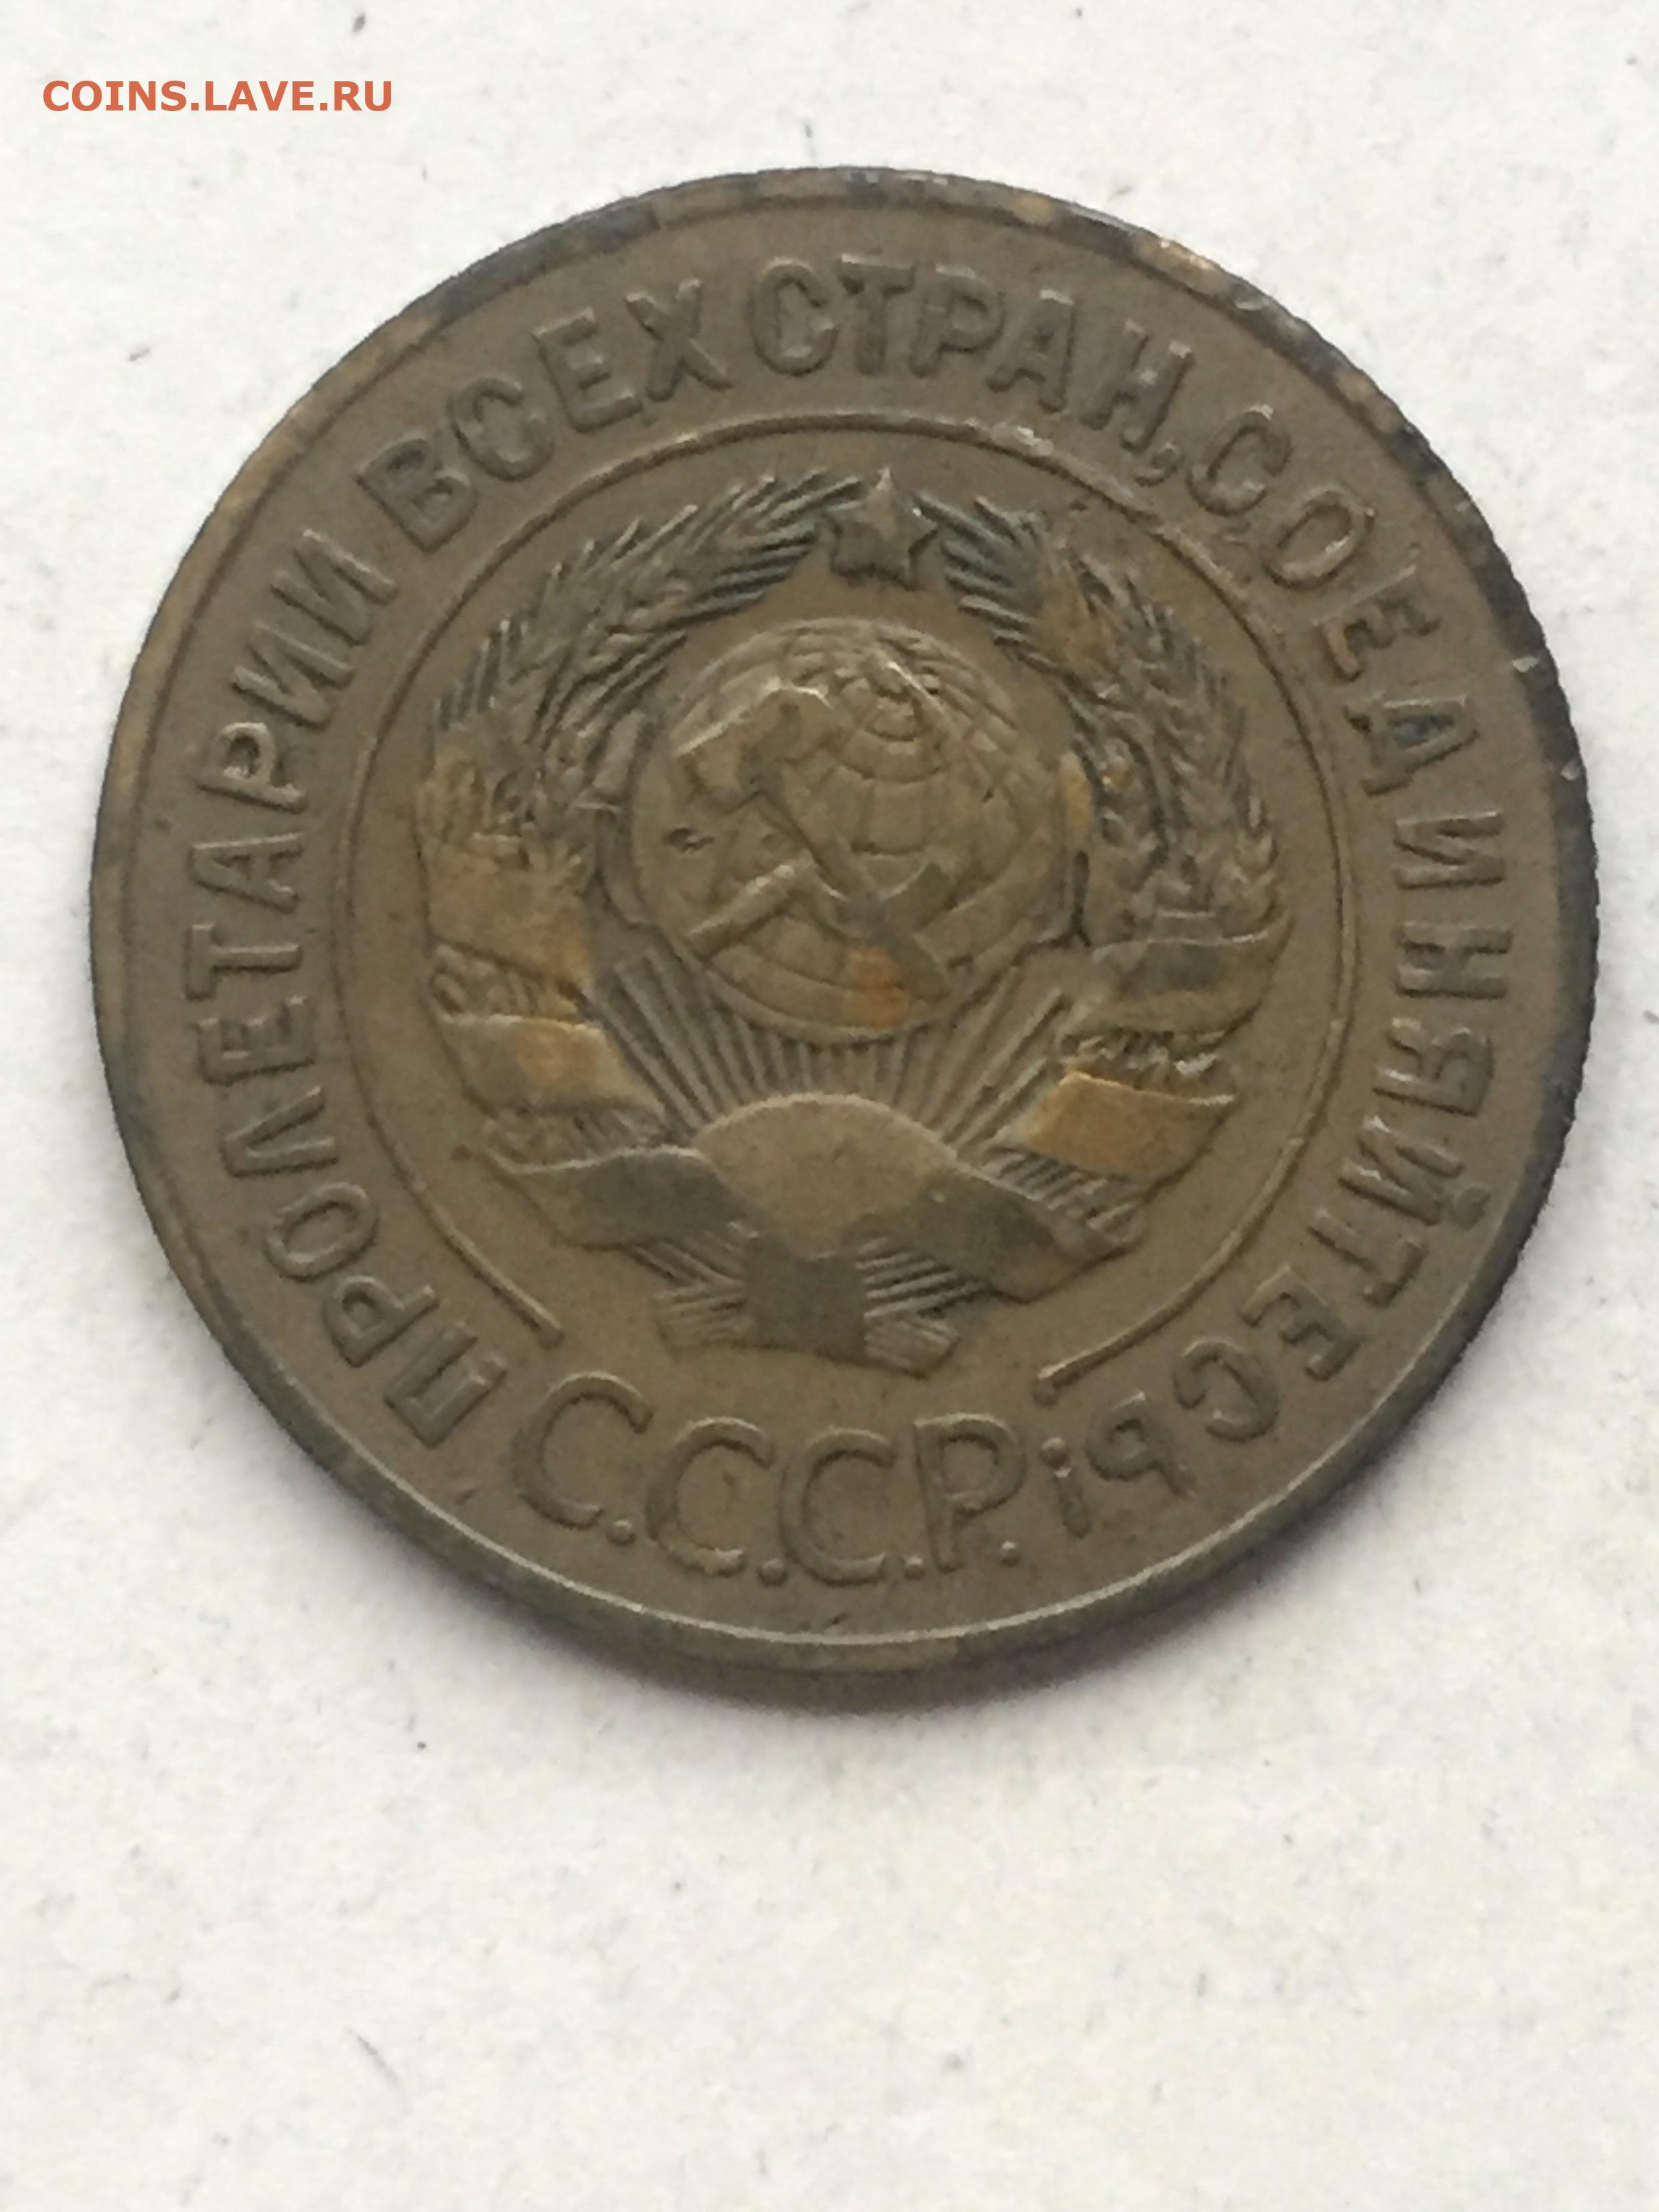 COINS.LAVE.RU
ПРОЛЕТАРИИ ВСЕХ СТРАН, СОЕДИНЯЙТЕСЬ!
С.С.С.Р.